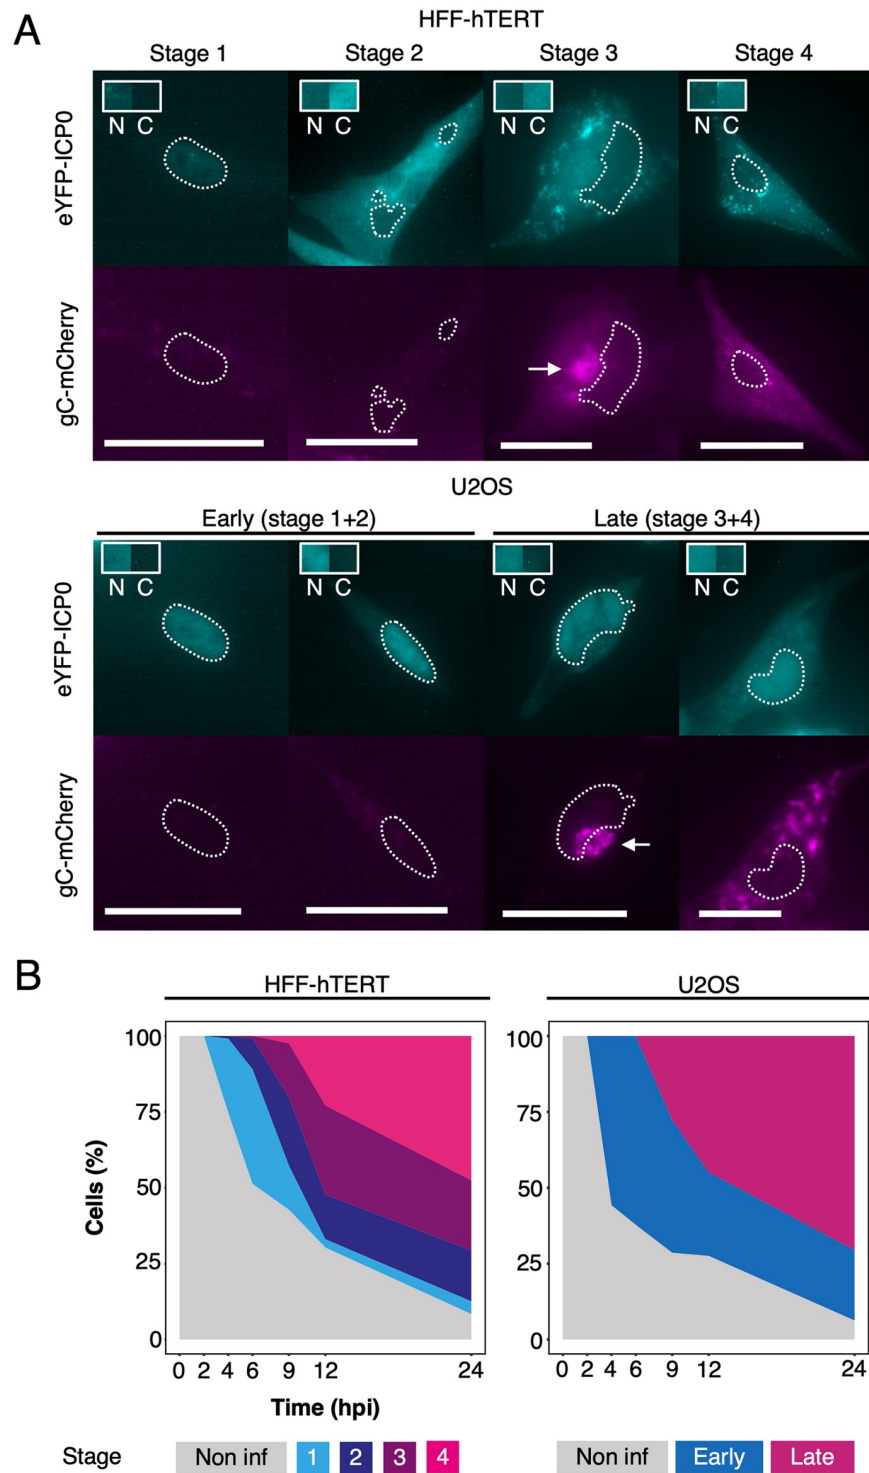 A
HFF-hTERT
Stage 1 Stage 2 Stage 3 Stage 4
eYFP-ICP0
N C N C N C N C
gC-mCherry
U2OS
Early (stage 1+2) Late (stage 3+4)
eYFP-ICP0
N C N C N C N C
gC-mCherry
B
HFF-hTERT U2OS
Cells (%)
100 100
75 75
50 50
25 25
0 0
0 2 4 6 9 12 24 0 2 4 6 9 12 24
Time (hpi)
Stage Non inf 1 2 3 4 Non inf Early Late